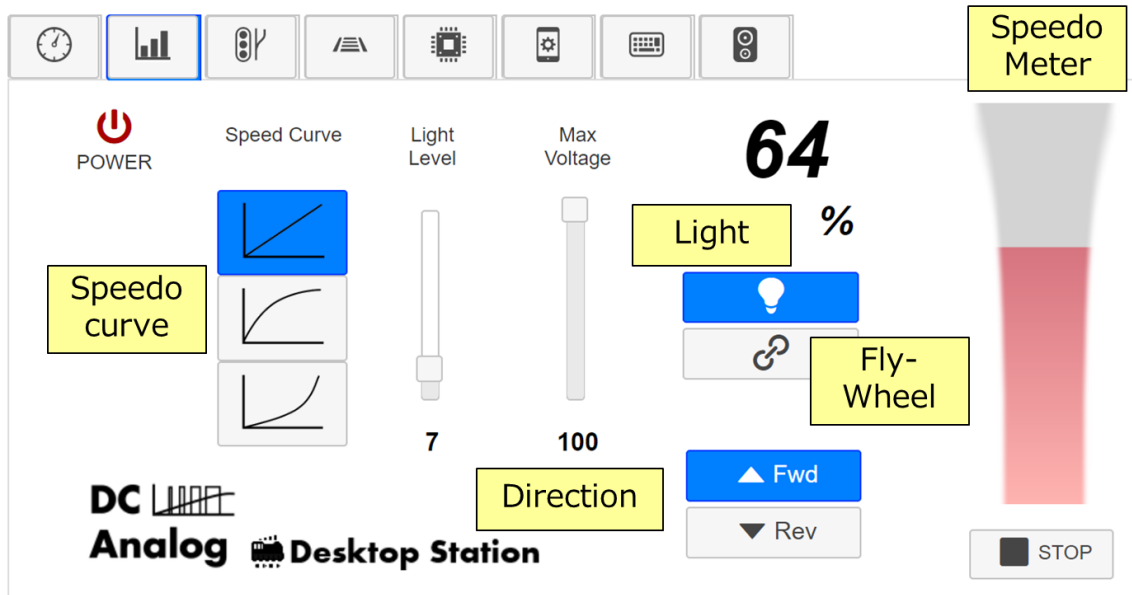 Speedo
Meter
POWER
Speed Curve
Light
Level
Max
Voltage
64
%
Light
Speedo
curve
Fly-
Wheel
7
100
Direction
Fwd
Rev
DC
Analog
Desktop Station
STOP